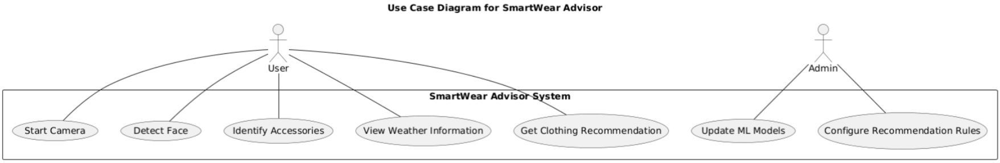 Use Case Diagram for SmartWear Advisor
User
Admin
SmartWear Advisor System
Start Camera
Detect Face
Identify Accessories
View Weather Information
Get Clothing Recommendation
Update ML Models
Configure Recommendation Rules